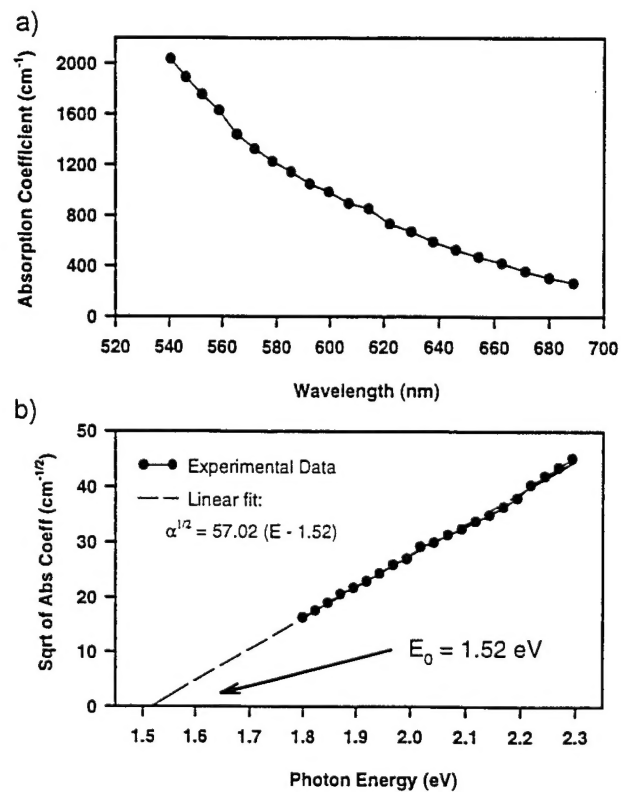 a)
Absorption Coefficient (cm⁻¹)
2000
1600
1200
800
400
0
520 540 560 580 600 620 640 660 680 700
Wavelength (nm)
b)
Sqrt of Abs Coeff (cm⁻¹/²)
50
40
30
20
10
0
Experimental Data
Linear fit:
α¹/² = 57.02 (E - 1.52)
E₀ = 1.52 eV
1.5 1.6 1.7 1.8 1.9 2.0 2.1 2.2 2.3
Photon Energy (eV)